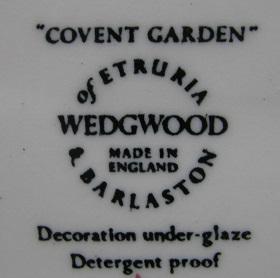 "COVENT GARDEN"
of ETRURIA
WEDGWOOD
MADE IN
ENGLAND
& BARLASTON
Decoration under-glaze
Detergent proof